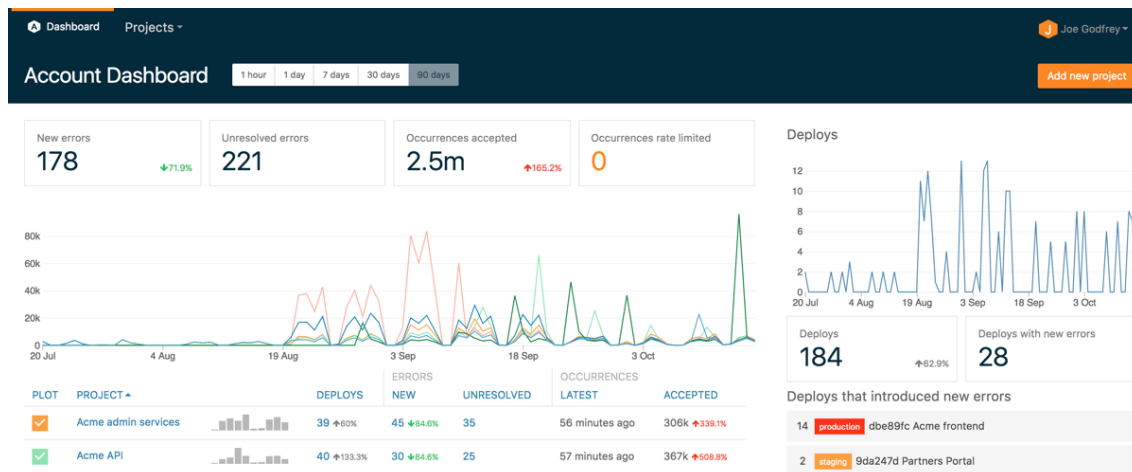 Dashboard Projects Joe Godfrey
Account Dashboard 1 hour 1 day 7 days 30 days 90 days Add new project
New errors
178 71.9%
Unresolved errors
221
Occurrences accepted
2.5m 165.2%
Occurrences rate limited
0
80k
60k
40k
20k
0
20 Jul 4 Aug 19 Aug 3 Sep 18 Sep 3 Oct
ERRORS OCCURRENCES
PLOT PROJECT DEPLOYS NEW UNRESOLVED LATEST ACCEPTED
Acme admin services 39 60% 45 84.6% 35 56 minutes ago 306k 339.1%
Acme API 40 133.3% 30 84.6% 25 57 minutes ago 367k 508.8%
Deploys
12
10
8
6
4
2
0
20 Jul 4 Aug 19 Aug 3 Sep 18 Sep 3 Oct
Deploys
184 62.9%
Deploys with new errors
28
Deploys that introduced new errors
14 production dbe89fc Acme frontend
2 staging 9da247d Partners Portal